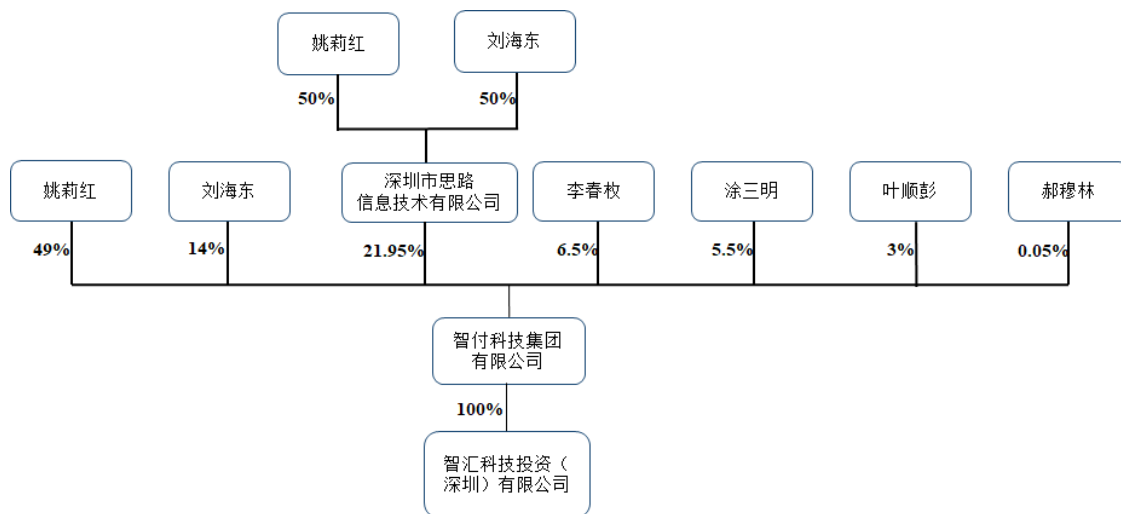 姚莉红
刘海东
50%
50%
姚莉红
刘海东
深圳市思路
信息技术有限公司
李春枚
涂三明
叶顺彭
郝穆林
49%
14%
21.95%
6.5%
5.5%
3%
0.05%
智付科技集团
有限公司
100%
智汇科技投资（
深圳）有限公司